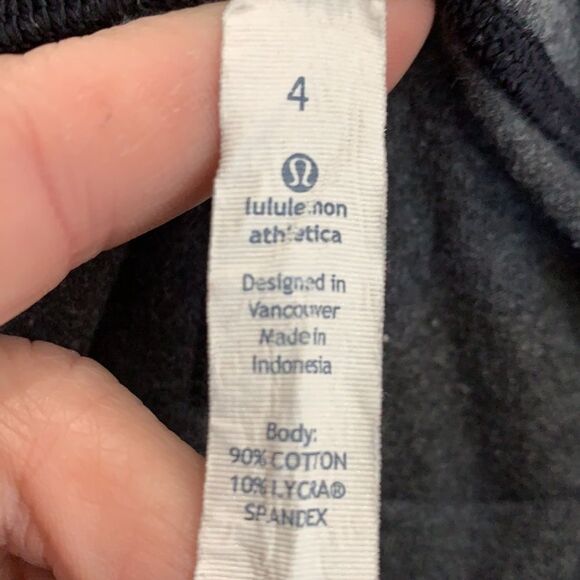 4
lululemon
athletica
Designed in
Vancouver
Made in
Indonesia
Body:
90% COTTON
10% LYCRA®
SPANDEX